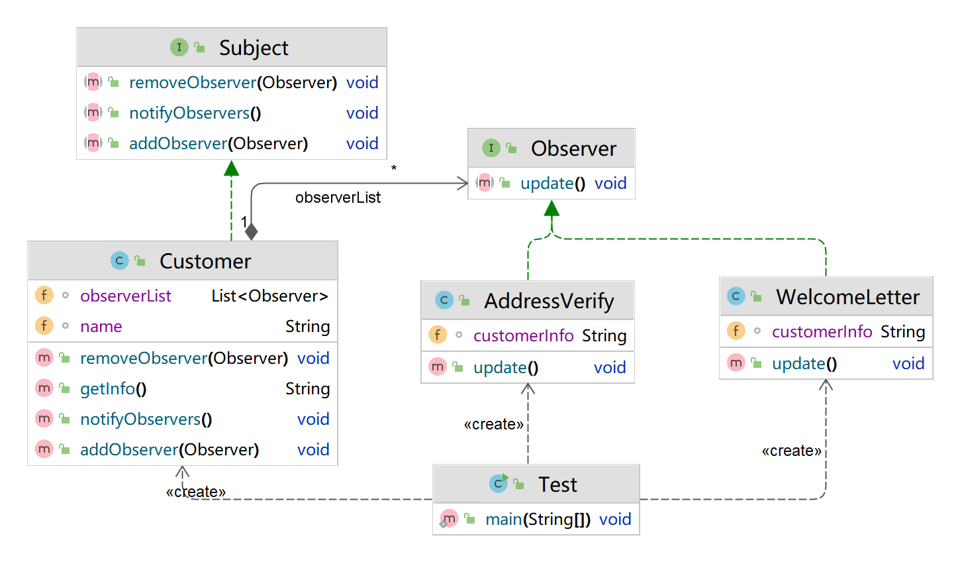 Subject
removeObserver(Observer) void
notifyObservers() void
addObserver(Observer) void
Observer
update() void
*
observerList
1
Customer
observerList List<Observer>
name String
removeObserver(Observer) void
getInfo() String
notifyObservers() void
addObserver(Observer) void
AddressVerify
customerInfo String
update() void
WelcomeLetter
customerInfo String
update() void
«create»
«create»
«create»
Test
main(String[]) void